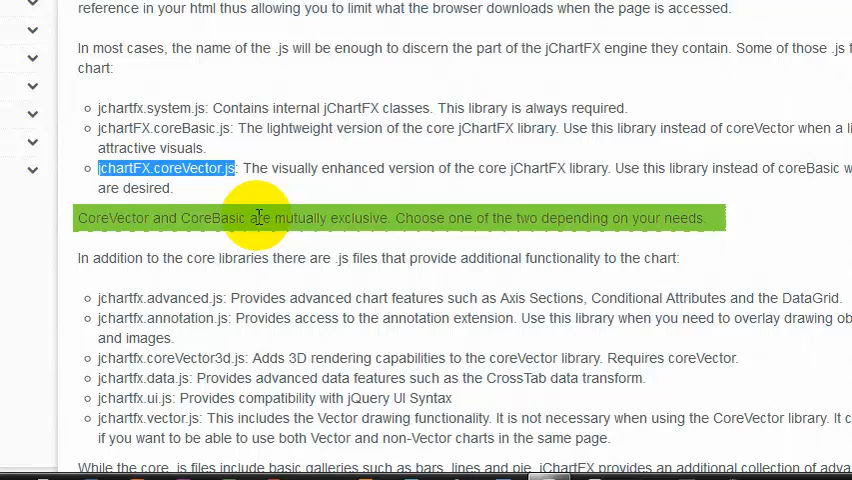 reference in your html thus allowing you to limit what the browser downloads when the page is accessed.
In most cases, the name of the .js will be enough to discern the part of the jChartFX engine they contain. Some of those .js
chart:
jchartfx.system.js: Contains internal jChartFX classes. This library is always required.
jchartFX.coreBasic.js: The lightweight version of the core jChartFX library. Use this library instead of coreVector when a
attractive visuals.
jchartFX.coreVector.js: The visually enhanced version of the core jChartFX library. Use this library instead of coreBasic
are desired.
CoreVector and CoreBasic are mutually exclusive. Choose one of the two depending on your needs.
In addition to the core libraries there are .js files that provide additional functionality to the chart:
jchartfx.advanced.js: Provides advanced chart features such as Axis Sections, Conditional Attributes and the DataGrid.
jchartfx.annotation.js: Provides access to the annotation extension. Use this library when you need to overlay drawing
and images.
jchartfx.coreVector3d.js: Adds 3D rendering capabilities to the coreVector library. Requires coreVector.
jchartfx.data.js: Provides advanced data features such as the CrossTab data transform.
jchartfx.ui.js: Provides compatibility with jQuery UI Syntax
jchartfx.vector.js: This includes the Vector drawing functionality. It is not necessary when using the CoreVector library. It
if you want to be able to use both Vector and non-Vector charts in the same page.
While the core .js files include basic galleries such as bars, lines and pie, jChartFX provides an additional collection of